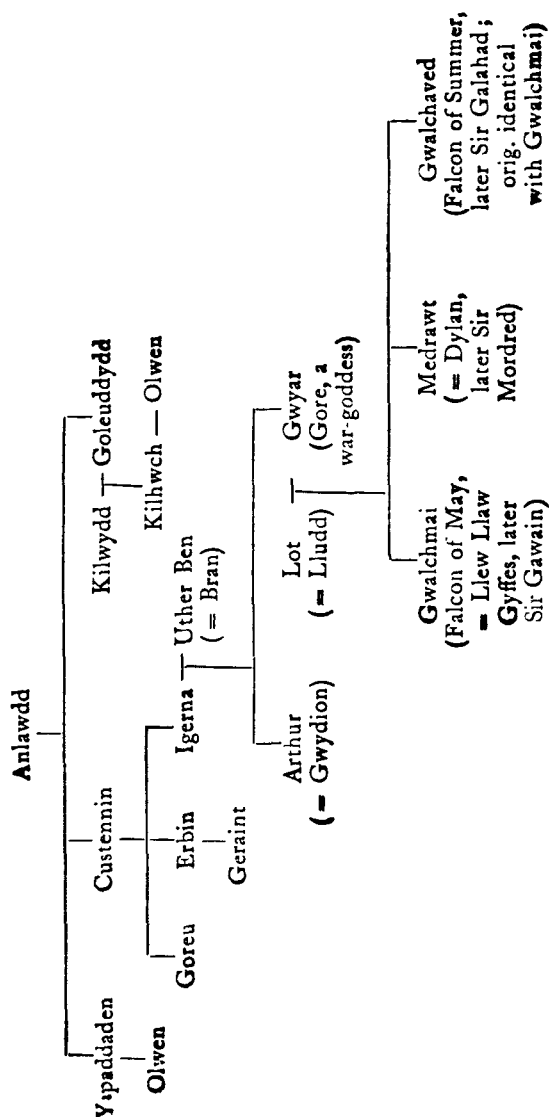 Anlawdd
Yspaddaden
Custennin
Kilwydd — Goleuddydd
Olwen
Kilhwch — Olwen
Goreu
Erbin
Igerna — Uther Ben
(= Bran)
Geraint
Arthur
(= Gwydion)
Lot
(= Lludd)
Gwyar
(Gore, a
war-goddess)
Gwalchmai
(Falcon of May,
= Llew Llaw
Gyffes, later
Sir Gawain)
Medrawt
(= Dylan,
later Sir
Mordred)
Gwalchaved
(Falcon of Summer,
later Sir Galahad;
orig. identical
with Gwalchmai)